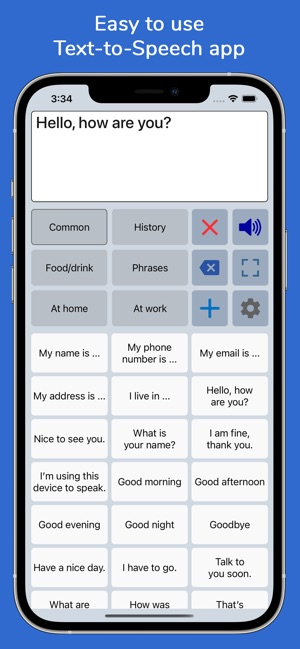 Easy to use
Text-to-Speech app
3:34
Hello, how are you?
Common
History
Food/drink
Phrases
At home
At work
My name is ...
My phone
number is ...
My email is ...
My address is ...
I live in ...
Hello, how
are you?
Nice to see you.
What is
your name?
I am fine,
thank you.
I'm using this
device to speak.
Good morning
Good afternoon
Good evening
Good night
Goodbye
Have a nice day.
I have to go.
Talk to
you soon.
What are
How was
That's